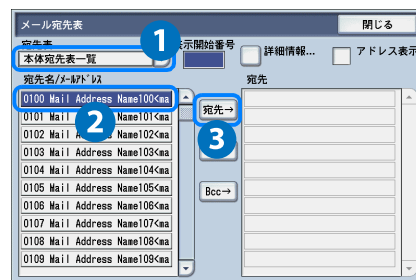 メール宛先表
閉じる
宛先表
1
表示開始番号
詳細情報...
アドレス表示
本体宛先表一覧
宛先名/メールアドレス
宛先
0100 Mail Address Name100<ma
宛先→
0101 Mail Address Name101<ma
2
3
0102 Mail Address Name102<ma
0103 Mail Address Name103<ma
0104 Mail Address Name104<ma
0105 Mail Address Name105<ma
Bcc→
0106 Mail Address Name106<ma
0107 Mail Address Name107<ma
0108 Mail Address Name108<ma
0109 Mail Address Name109<ma